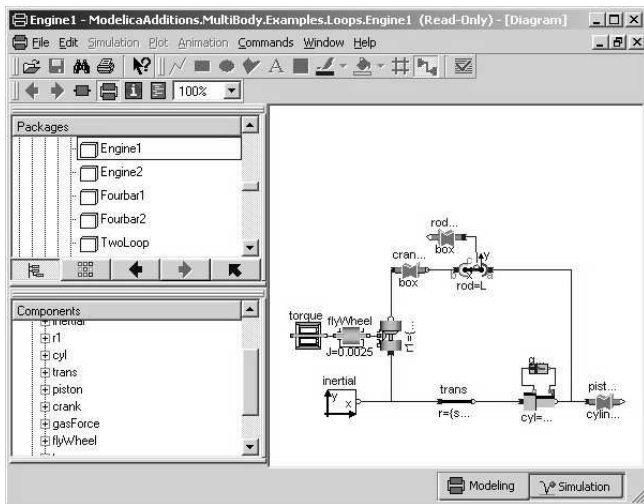 Engine1 - ModelicaAdditions.MultiBody.Examples.Loops.Engine1 (Read-Only) - [Diagram]
File Edit Simulation Plot Animation Commands Window Help
100%
Packages
Engine1
Engine2
Fourbar1
Fourbar2
TwoLoop
Components
inertial
r1
cyl
trans
piston
crank
gasForce
flyWheel
rod...
box
y
cran...
box
rod=L
torque
flyWheel
J=0.0025
g
inertial
y
x
trans
r={s...
cyl=...
pist...
cylin...
Modeling
Simulation